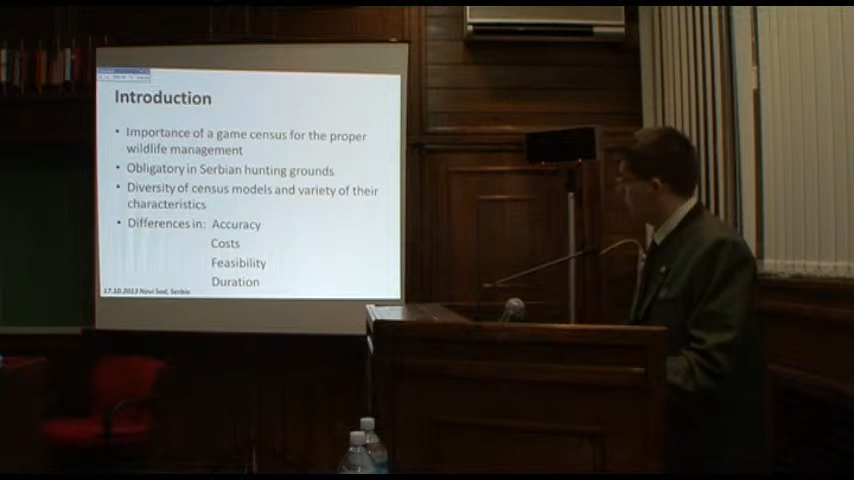 Introduction
• Importance of a game census for the proper
wildlife management
• Obligatory in Serbian hunting grounds
• Diversity of census models and variety of their
characteristics
• Differences in: Accuracy
Costs
Feasibility
Duration
17.10.2013 Novi Sad, Serbia